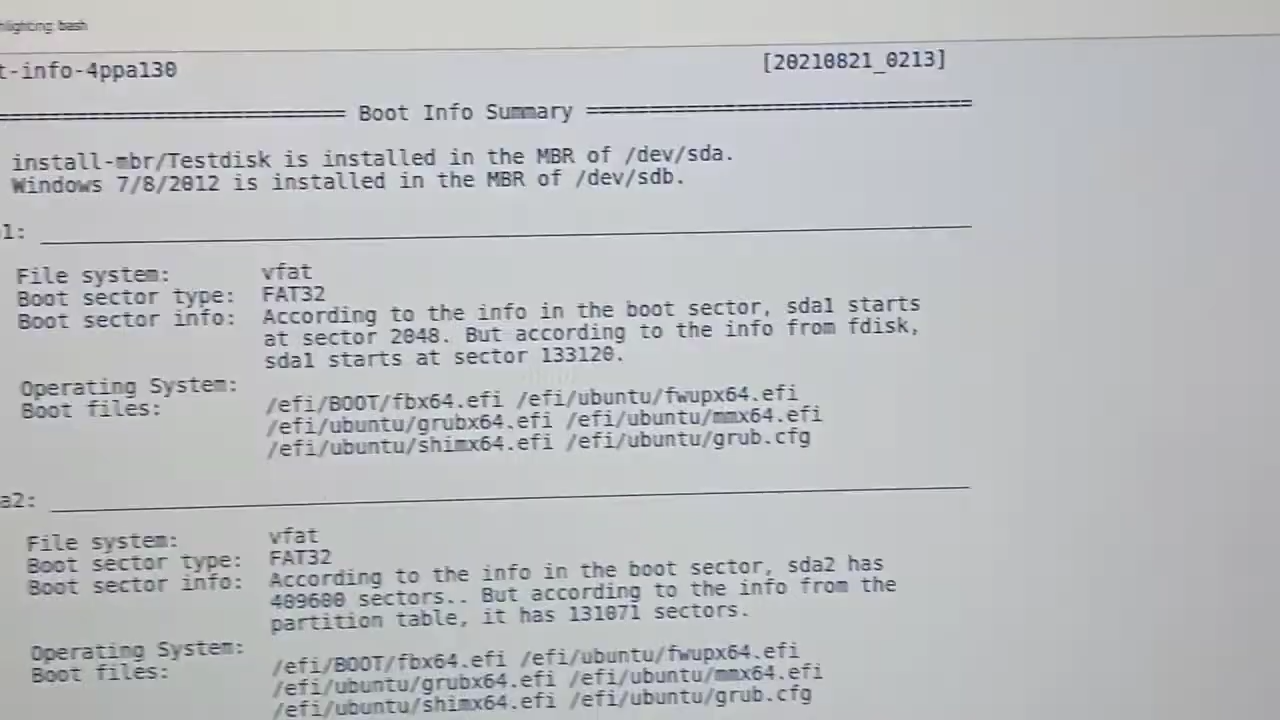 hlighting: bash
t-info-4ppa130 [20210821_0213]
Boot Info Summary
install-mbr/Testdisk is installed in the MBR of /dev/sda.
Windows 7/8/2012 is installed in the MBR of /dev/sdb.
1:
File system: vfat
Boot sector type: FAT32
Boot sector info: According to the info in the boot sector, sda1 starts
at sector 2048. But according to the info from fdisk,
sda1 starts at sector 133120.
Operating System:
Boot files: /efi/BOOT/fbx64.efi /efi/ubuntu/fwupx64.efi
/efi/ubuntu/grubx64.efi /efi/ubuntu/mmx64.efi
/efi/ubuntu/shimx64.efi /efi/ubuntu/grub.cfg
a2:
File system: vfat
Boot sector type: FAT32
Boot sector info: According to the info in the boot sector, sda2 has
409600 sectors.. But according to the info from the
partition table, it has 131071 sectors.
Operating System:
Boot files: /efi/BOOT/fbx64.efi /efi/ubuntu/fwupx64.efi
/efi/ubuntu/grubx64.efi /efi/ubuntu/mmx64.efi
/efi/ubuntu/shimx64.efi /efi/ubuntu/grub.cfg